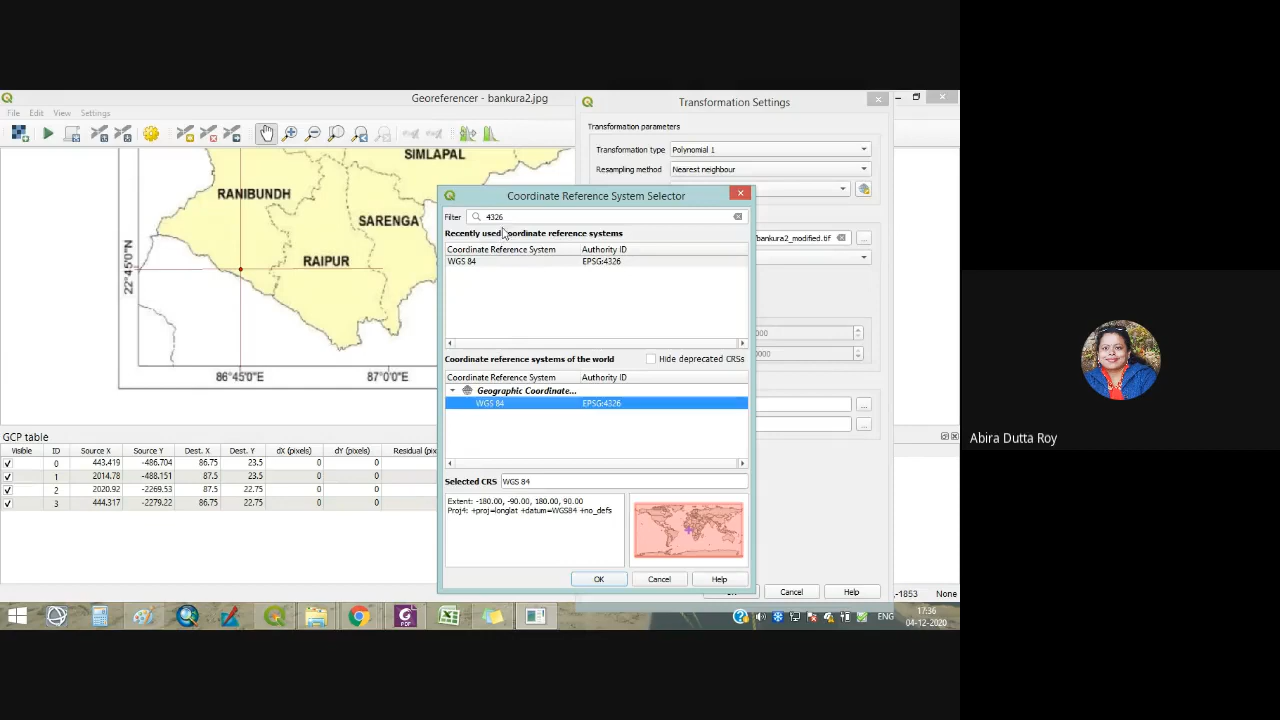 Georeferencer - bankura2.jpg
File Edit View Settings
SIMLAPAL
RANIBUNDH
SARENGA
RAIPUR
22°45'0"N
86°45'0"E 87°0'0"E
GCP table
Visible ID Source X Source Y Dest. X Dest. Y dX (pixels) dY (pixels) Residual (pix
0 443.419 -486.704 86.75 23.5 0 0
1 2014.78 -488.151 87.5 23.5 0 0
2 2020.92 -2269.53 87.5 22.75 0 0
3 444.317 -2279.22 86.75 22.75 0 0
Transformation Settings
Transformation parameters
Transformation type Polynomial 1
Resampling method Nearest neighbour
/bankura2_modified.tif ...
0000
0000
...
...
Cancel Help
-1853 None
Coordinate Reference System Selector
Filter 4326
Recently used coordinate reference systems
Coordinate Reference System Authority ID
WGS 84 EPSG:4326
Coordinate reference systems of the world Hide deprecated CRSs
Coordinate Reference System Authority ID
Geographic Coordinate...
WGS 84 EPSG:4326
Selected CRS WGS 84
Extent: -180.00, -90.00, 180.00, 90.00
Proj4: +proj=longlat +datum=WGS84 +no_defs
OK Cancel Help
PDF
ENG
17:36
04-12-2020
Abira Dutta Roy